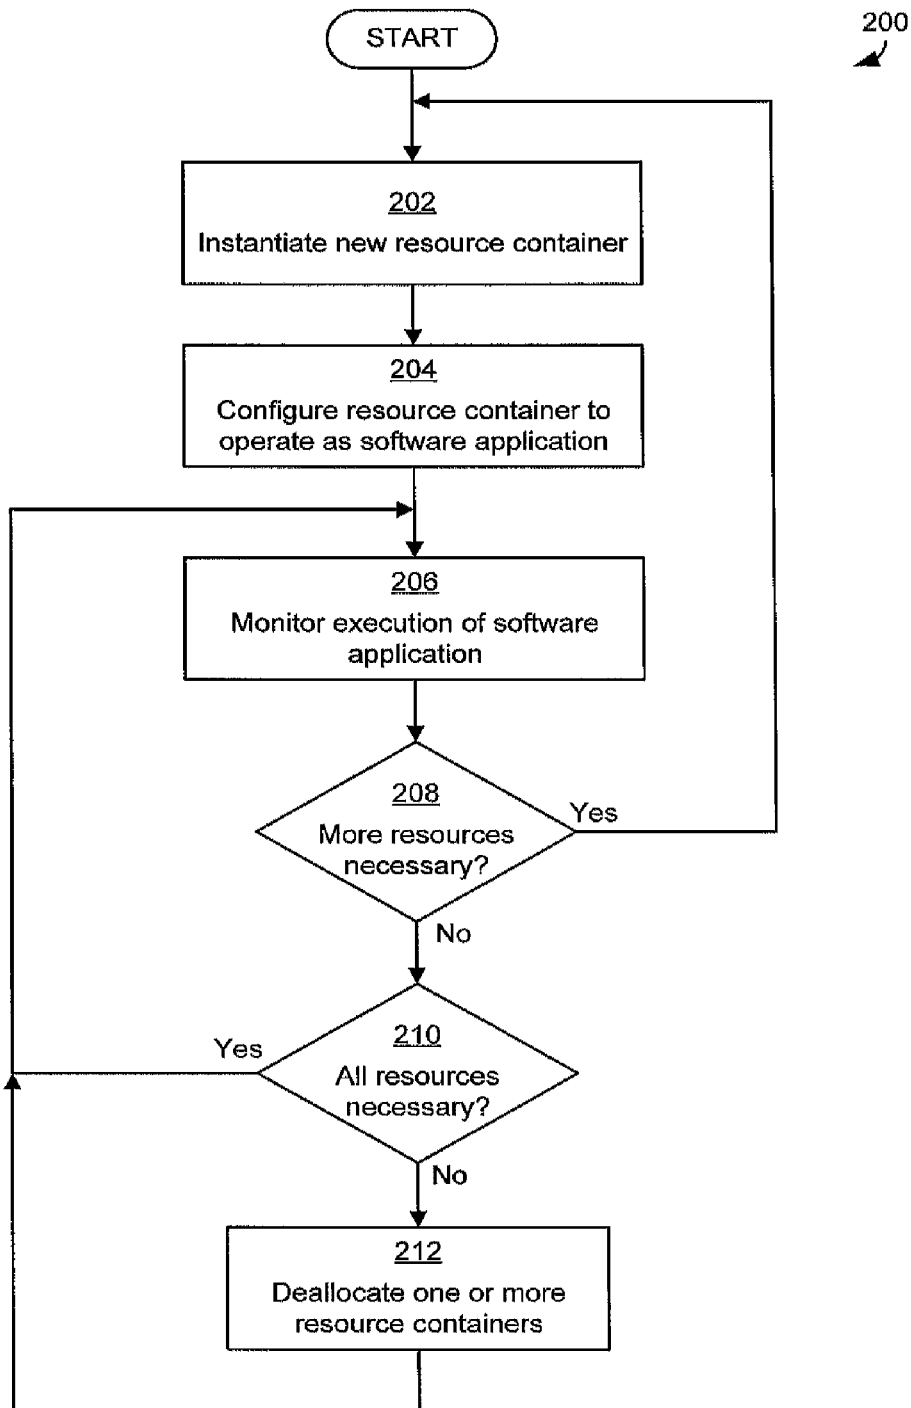 START
200
202
Instantiate new resource container
204
Configure resource container to
operate as software application
206
Monitor execution of software
application
208
More resources
necessary?
Yes
No
210
All resources
necessary?
Yes
No
212
Deallocate one or more
resource containers